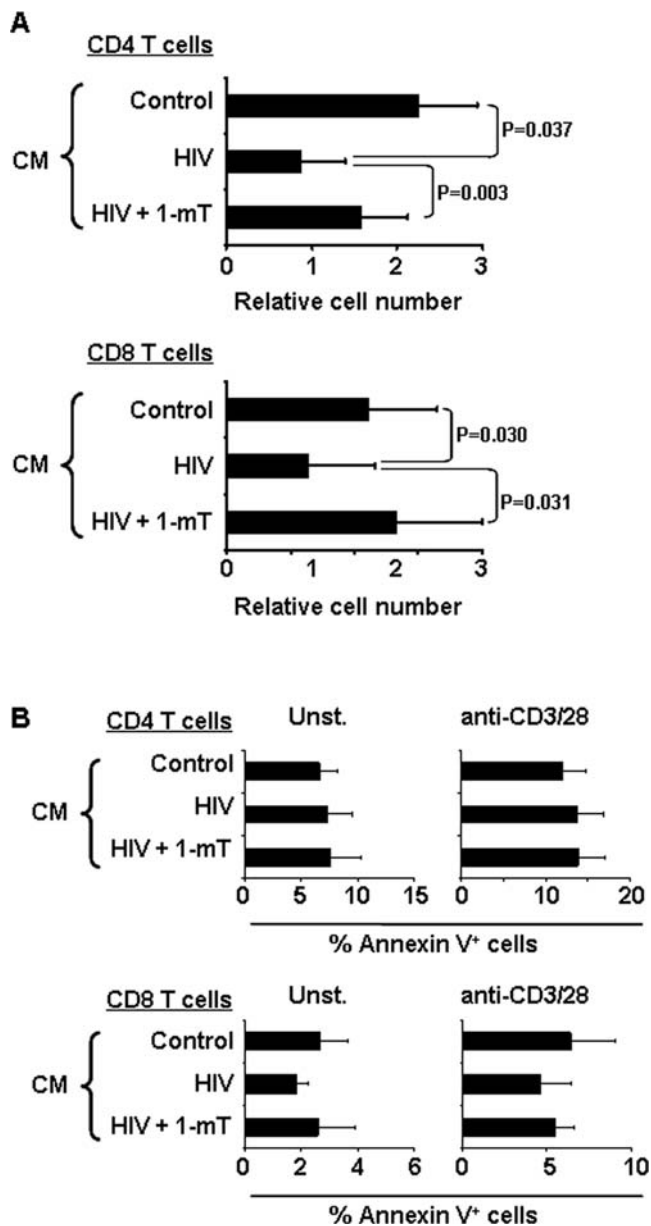 A
CD4 T cells
Control
HIV
HIV + 1-mT
CM
P=0.037
P=0.003
0 1 2 3
Relative cell number
CD8 T cells
Control
HIV
HIV + 1-mT
CM
P=0.030
P=0.031
0 1 2 3
Relative cell number
B
CD4 T cells Unst. anti-CD3/28
Control
HIV
HIV + 1-mT
CM
0 5 10 15 0 10 20
% Annexin V⁺ cells
CD8 T cells Unst. anti-CD3/28
Control
HIV
HIV + 1-mT
CM
0 2 4 6 0 5 10
% Annexin V⁺ cells